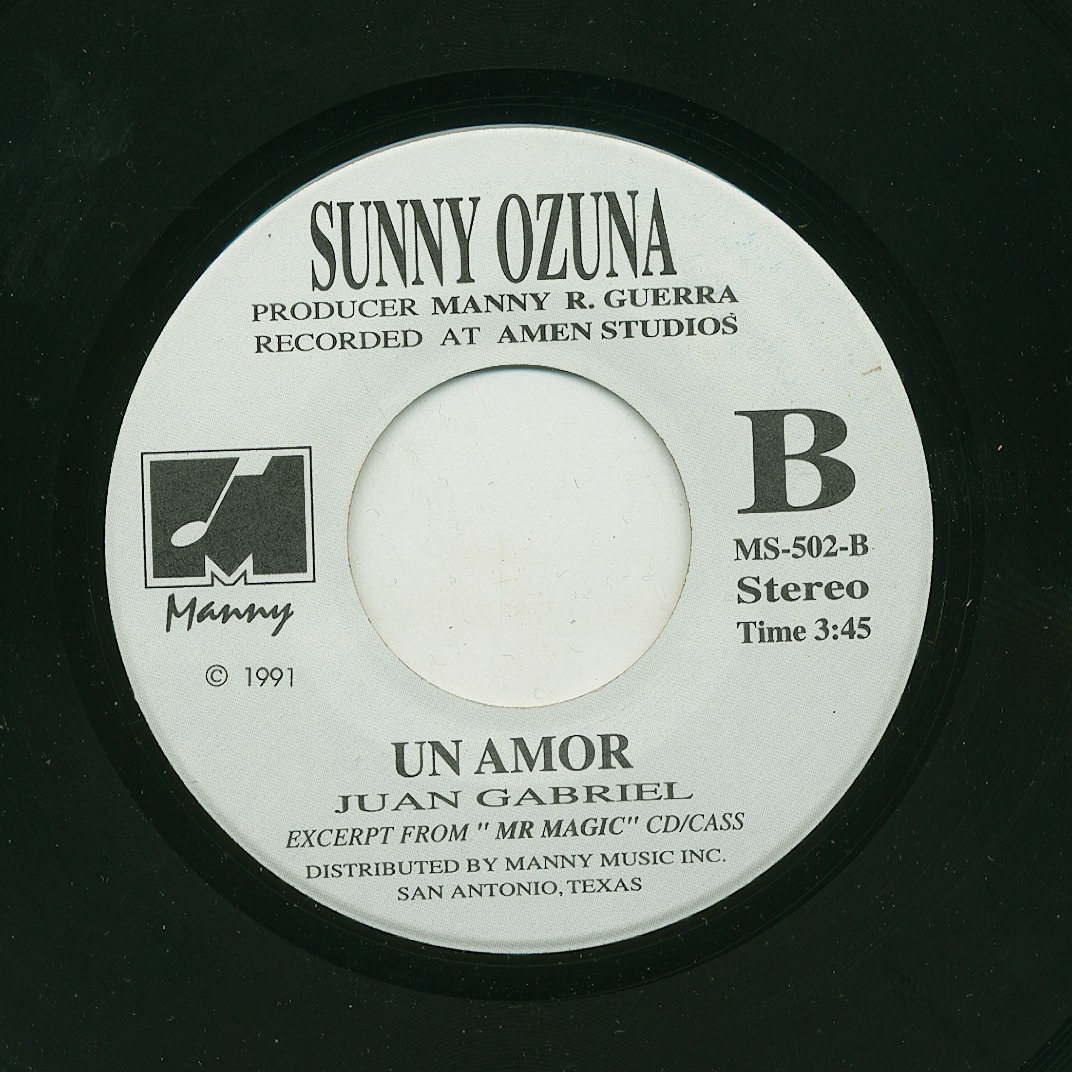 SUNNY OZUNA
PRODUCER MANNY R. GUERRA
RECORDED AT AMEN STUDIOS
B
MS-502-B
Stereo
Time 3:45
Manny
© 1991
UN AMOR
JUAN GABRIEL
EXCERPT FROM " MR MAGIC" CD/CASS
DISTRIBUTED BY MANNY MUSIC INC.
SAN ANTONIO, TEXAS